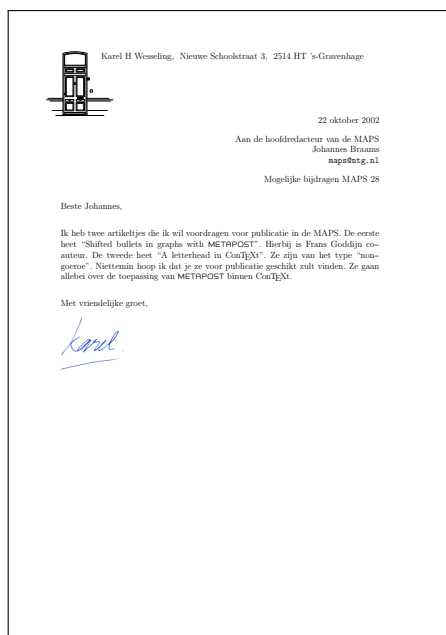 Karel H Wesseling, Nieuwe Schoolstraat 3, 2514 HT 's-Gravenhage
22 oktober 2002
Aan de hoofdredacteur van de MAPS
Johannes Braams
maps@ntg.nl
Mogelijke bijdragen MAPS 28
Beste Johannes,
Ik heb twee artikeltjes die ik wil voordragen voor publicatie in de MAPS. De eerste
heet “Shifted bullets in graphs with METAPOST”. Hierbij is Frans Goddijn co–
auteur. De tweede heet “A letterhead in ConTEXt”. Ze zijn van het type “non–
goeroe”. Niettemin hoop ik dat je ze voor publicatie geschikt zult vinden. Ze gaan
allebei over de toepassing van METAPOST binnen ConTEXt.
Met vriendelijke groet,
Karel